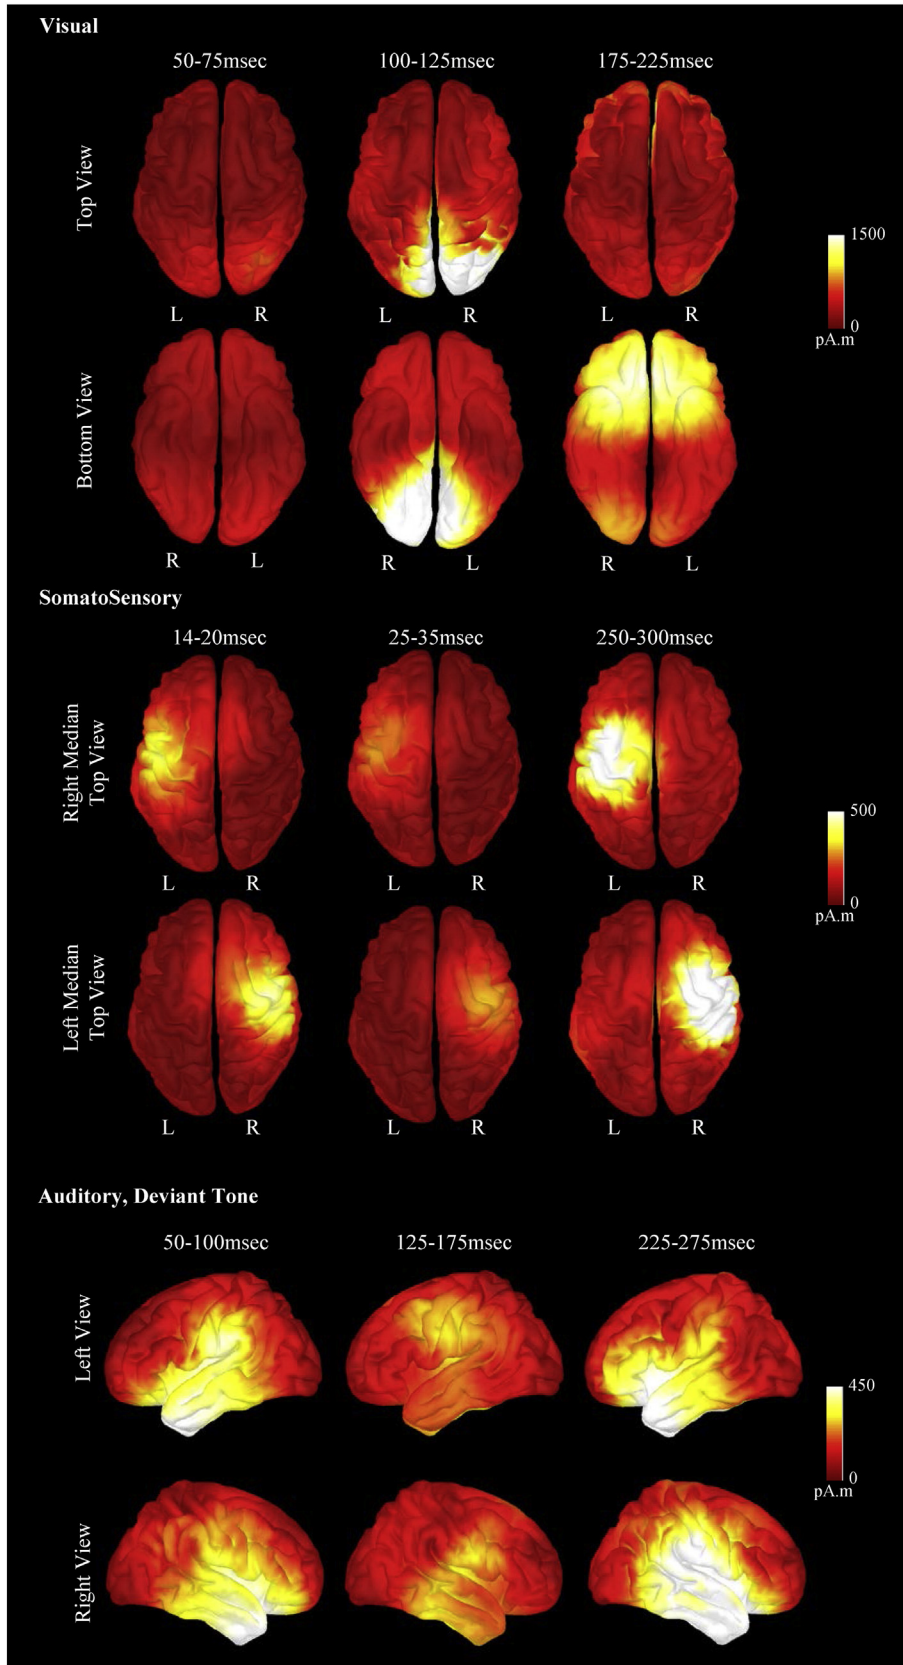 Visual
50-75msec 100-125msec 175-225msec
Top View
1500
0
pA.m
L R L R L R
Bottom View
R L R L R L
SomatoSensory
14-20msec 25-35msec 250-300msec
Right Median
Top View
500
0
pA.m
L R L R L R
Left Median
Top View
L R L R L R
Auditory, Deviant Tone
50-100msec 125-175msec 225-275msec
Left View
450
0
pA.m
Right View